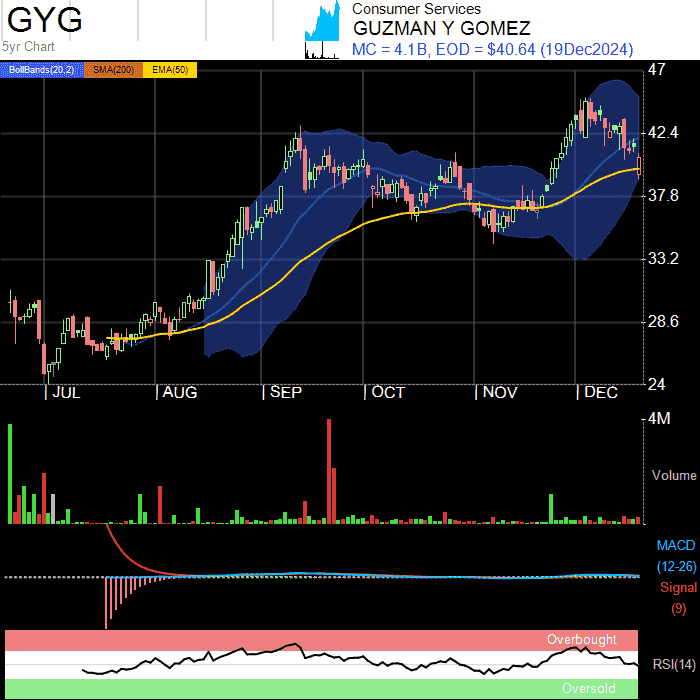 GYG
5yr Chart
Consumer Services
GUZMAN Y GOMEZ
MC = 4.1B, EOD = $40.64 (19Dec2024)
BollBands(20,2) SMA(200) EMA(50)
47
42.4
37.8
33.2
28.6
24
JUL AUG SEP OCT NOV DEC
4M
Volume
MACD
(12-26)
Signal
(9)
Overbought
RSI(14)
Oversold